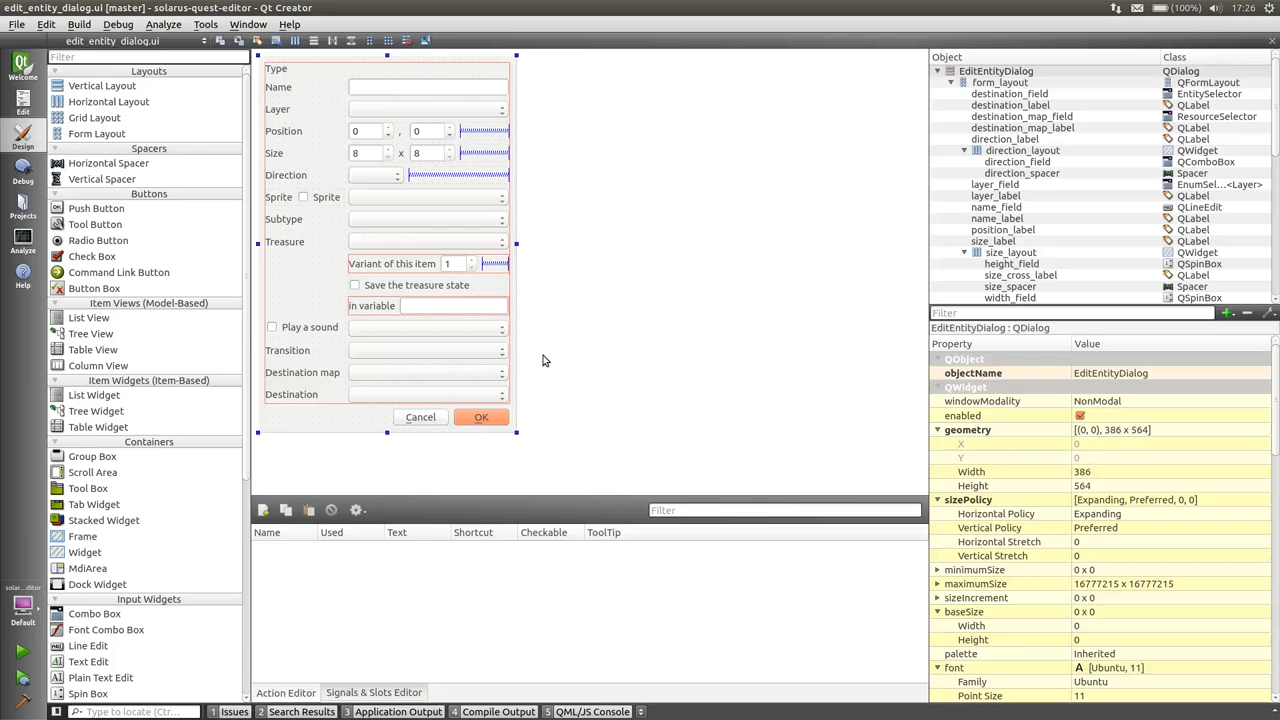 edit_entity_dialog.ui [master] - solarus-quest-editor - Qt Creator
(100%) 17:26
File Edit Build Debug Analyze Tools Window Help
edit_entity_dialog.ui
Welcome
Edit
Design
Debug
Projects
Analyze
Help
solar...ditor
Default
Filter
Layouts
Vertical Layout
Horizontal Layout
Grid Layout
Form Layout
Spacers
Horizontal Spacer
Vertical Spacer
Buttons
Push Button
Tool Button
Radio Button
Check Box
Command Link Button
Button Box
Item Views (Model-Based)
List View
Tree View
Table View
Column View
Item Widgets (Item-Based)
List Widget
Tree Widget
Table Widget
Containers
Group Box
Scroll Area
Tool Box
Tab Widget
Stacked Widget
Frame
Widget
MdiArea
Dock Widget
Input Widgets
Combo Box
Font Combo Box
Line Edit
Text Edit
Plain Text Edit
Spin Box
Type
Name
Layer
Position 0 , 0
Size 8 x 8
Direction
Sprite Sprite
Subtype
Treasure
Variant of this item 1
Save the treasure state
in variable
Play a sound
Transition
Destination map
Destination
Cancel OK
Filter
Name Used Text Shortcut Checkable ToolTip
Action Editor Signals & Slots Editor
Object Class
EditEntityDialog QDialog
form_layout QFormLayout
destination_field EntitySelector
destination_label QLabel
destination_map_field ResourceSelector
destination_map_label QLabel
direction_label QLabel
direction_layout QWidget
direction_field QComboBox
direction_spacer Spacer
layer_field EnumSel...<Layer>
layer_label QLabel
name_field QLineEdit
name_label QLabel
position_label QLabel
size_label QLabel
size_layout QWidget
height_field QSpinBox
size_cross_label QLabel
size_spacer Spacer
width_field QSpinBox
Filter
EditEntityDialog : QDialog
Property Value
QObject
objectName EditEntityDialog
QWidget
windowModality NonModal
enabled
geometry [(0, 0), 386 x 564]
X 0
Y 0
Width 386
Height 564
sizePolicy [Expanding, Preferred, 0, 0]
Horizontal Policy Expanding
Vertical Policy Preferred
Horizontal Stretch 0
Vertical Stretch 0
minimumSize 0 x 0
maximumSize 16777215 x 16777215
sizeIncrement 0 x 0
baseSize 0 x 0
Width 0
Height 0
palette Inherited
font A [Ubuntu, 11]
Family Ubuntu
Point Size 11
Type to locate (Ctrl... 1 Issues 2 Search Results 3 Application Output 4 Compile Output 5 QML/JS Console